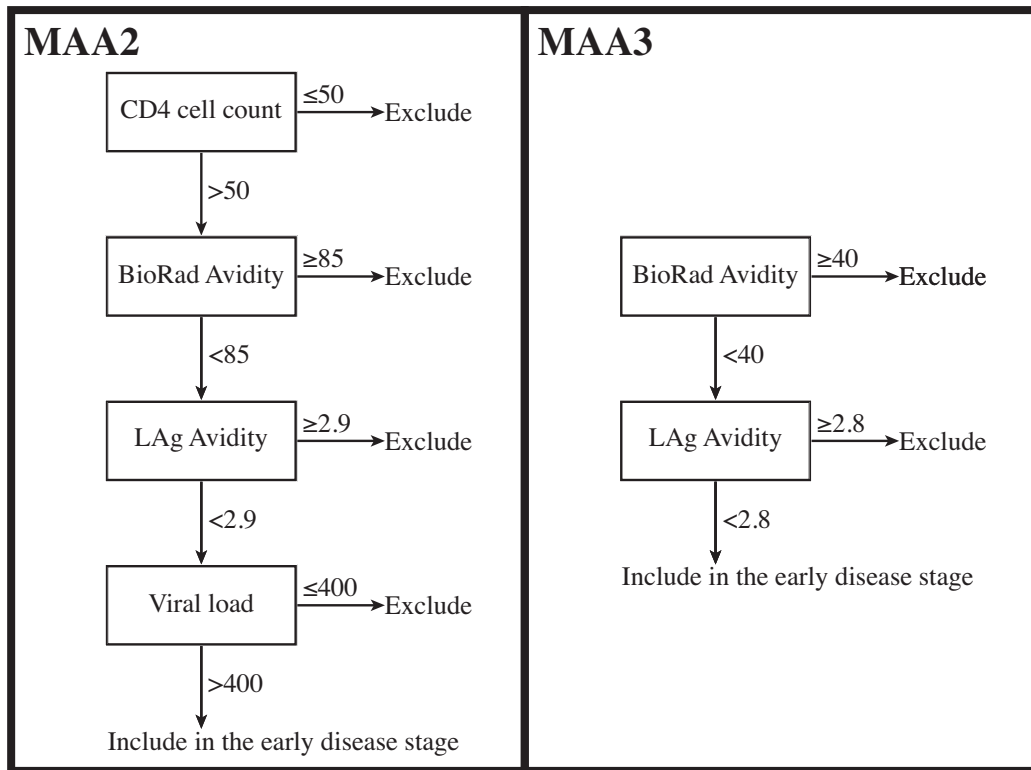 MAA2
CD4 cell count
≤50
Exclude
>50
BioRad Avidity
≥85
Exclude
<85
LAg Avidity
≥2.9
Exclude
<2.9
Viral load
≤400
Exclude
>400
Include in the early disease stage
MAA3
BioRad Avidity
≥40
Exclude
<40
LAg Avidity
≥2.8
Exclude
<2.8
Include in the early disease stage